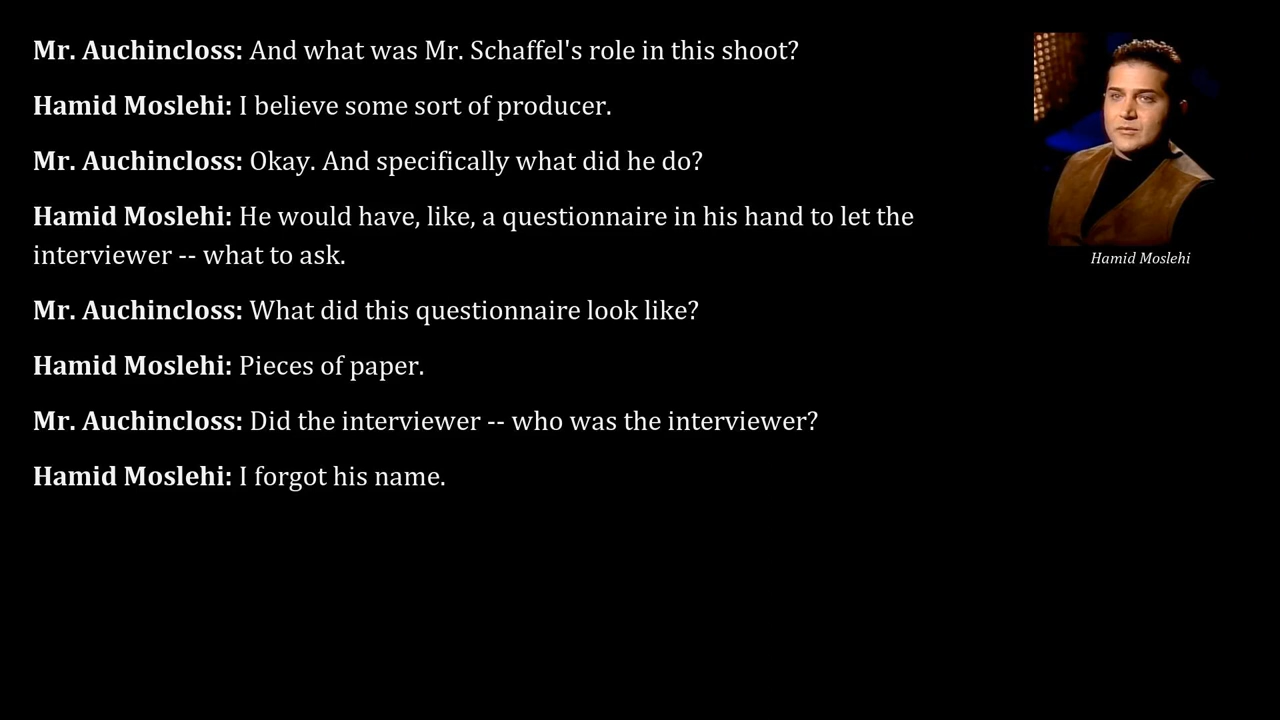 Mr. Auchincloss: And what was Mr. Schaffel's role in this shoot?
Hamid Moslehi: I believe some sort of producer.
Mr. Auchincloss: Okay. And specifically what did he do?
Hamid Moslehi: He would have, like, a questionnaire in his hand to let the
interviewer -- what to ask.
Mr. Auchincloss: What did this questionnaire look like?
Hamid Moslehi: Pieces of paper.
Mr. Auchincloss: Did the interviewer -- who was the interviewer?
Hamid Moslehi: I forgot his name.
Hamid Moslehi